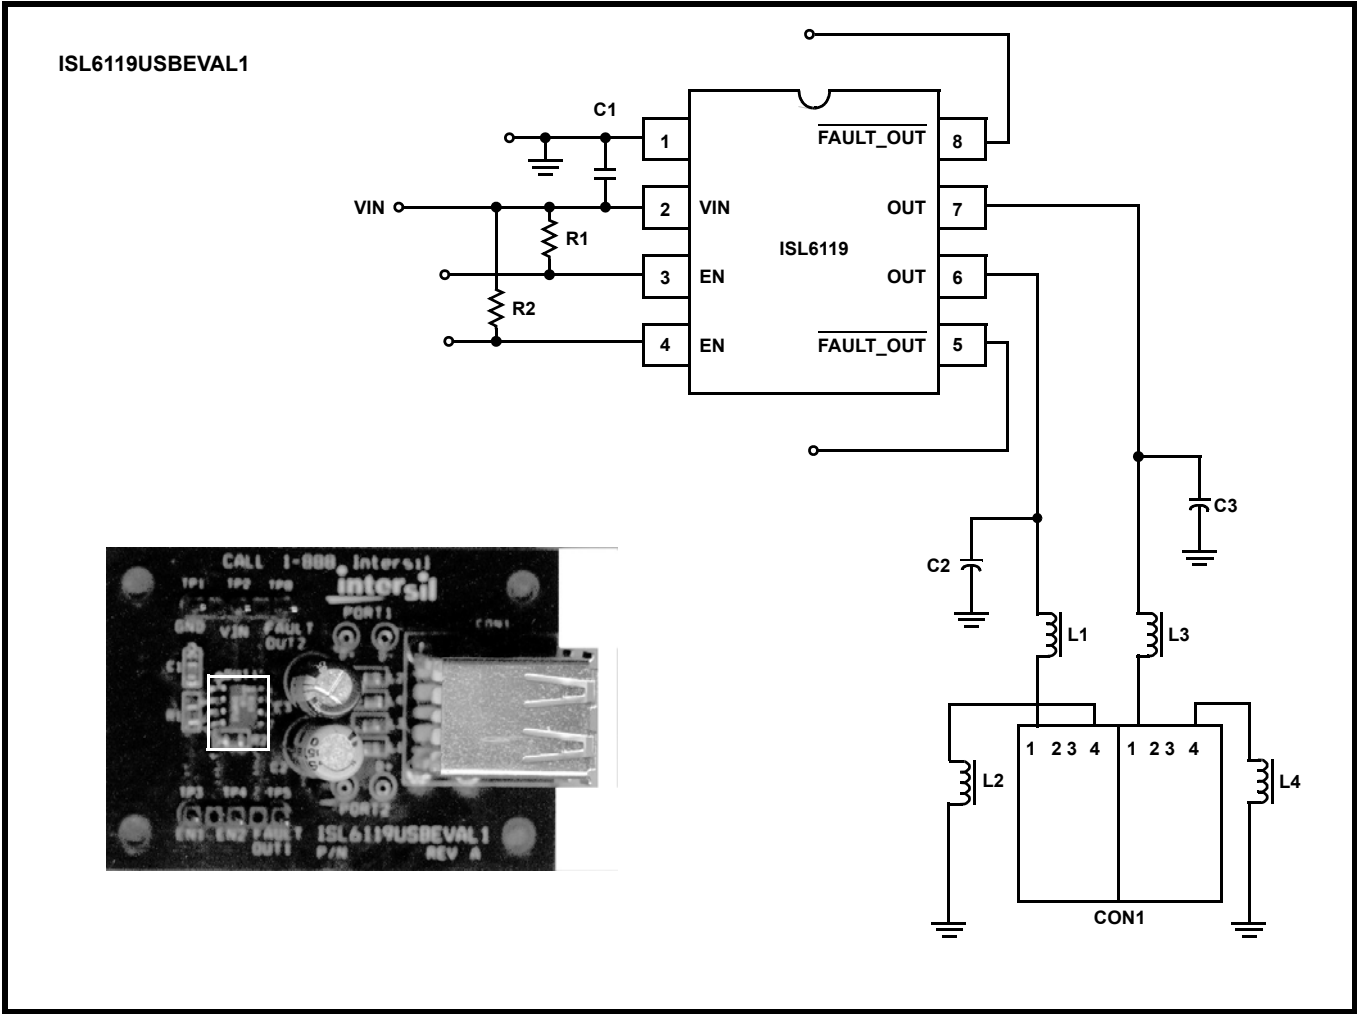 ISL6119USBEVAL1
C1
1
FAULT_OUT
8
VIN
2
VIN
OUT
7
R1
ISL6119
3
EN
OUT
6
R2
4
EN
FAULT_OUT
5
C3
C2
L1
L3
1 2 3 4
1 2 3 4
L2
L4
CON1
CALL 1-888 Intersil
intersil
TP1 TP2 TP8
PORT1
GND VIN FAULT
OUT2
CON1
C1
TP3 TP4 TP5
PORT2
EN1 EN2 FAULT
OUT1
ISL6119USBEVAL1
P/N REV A